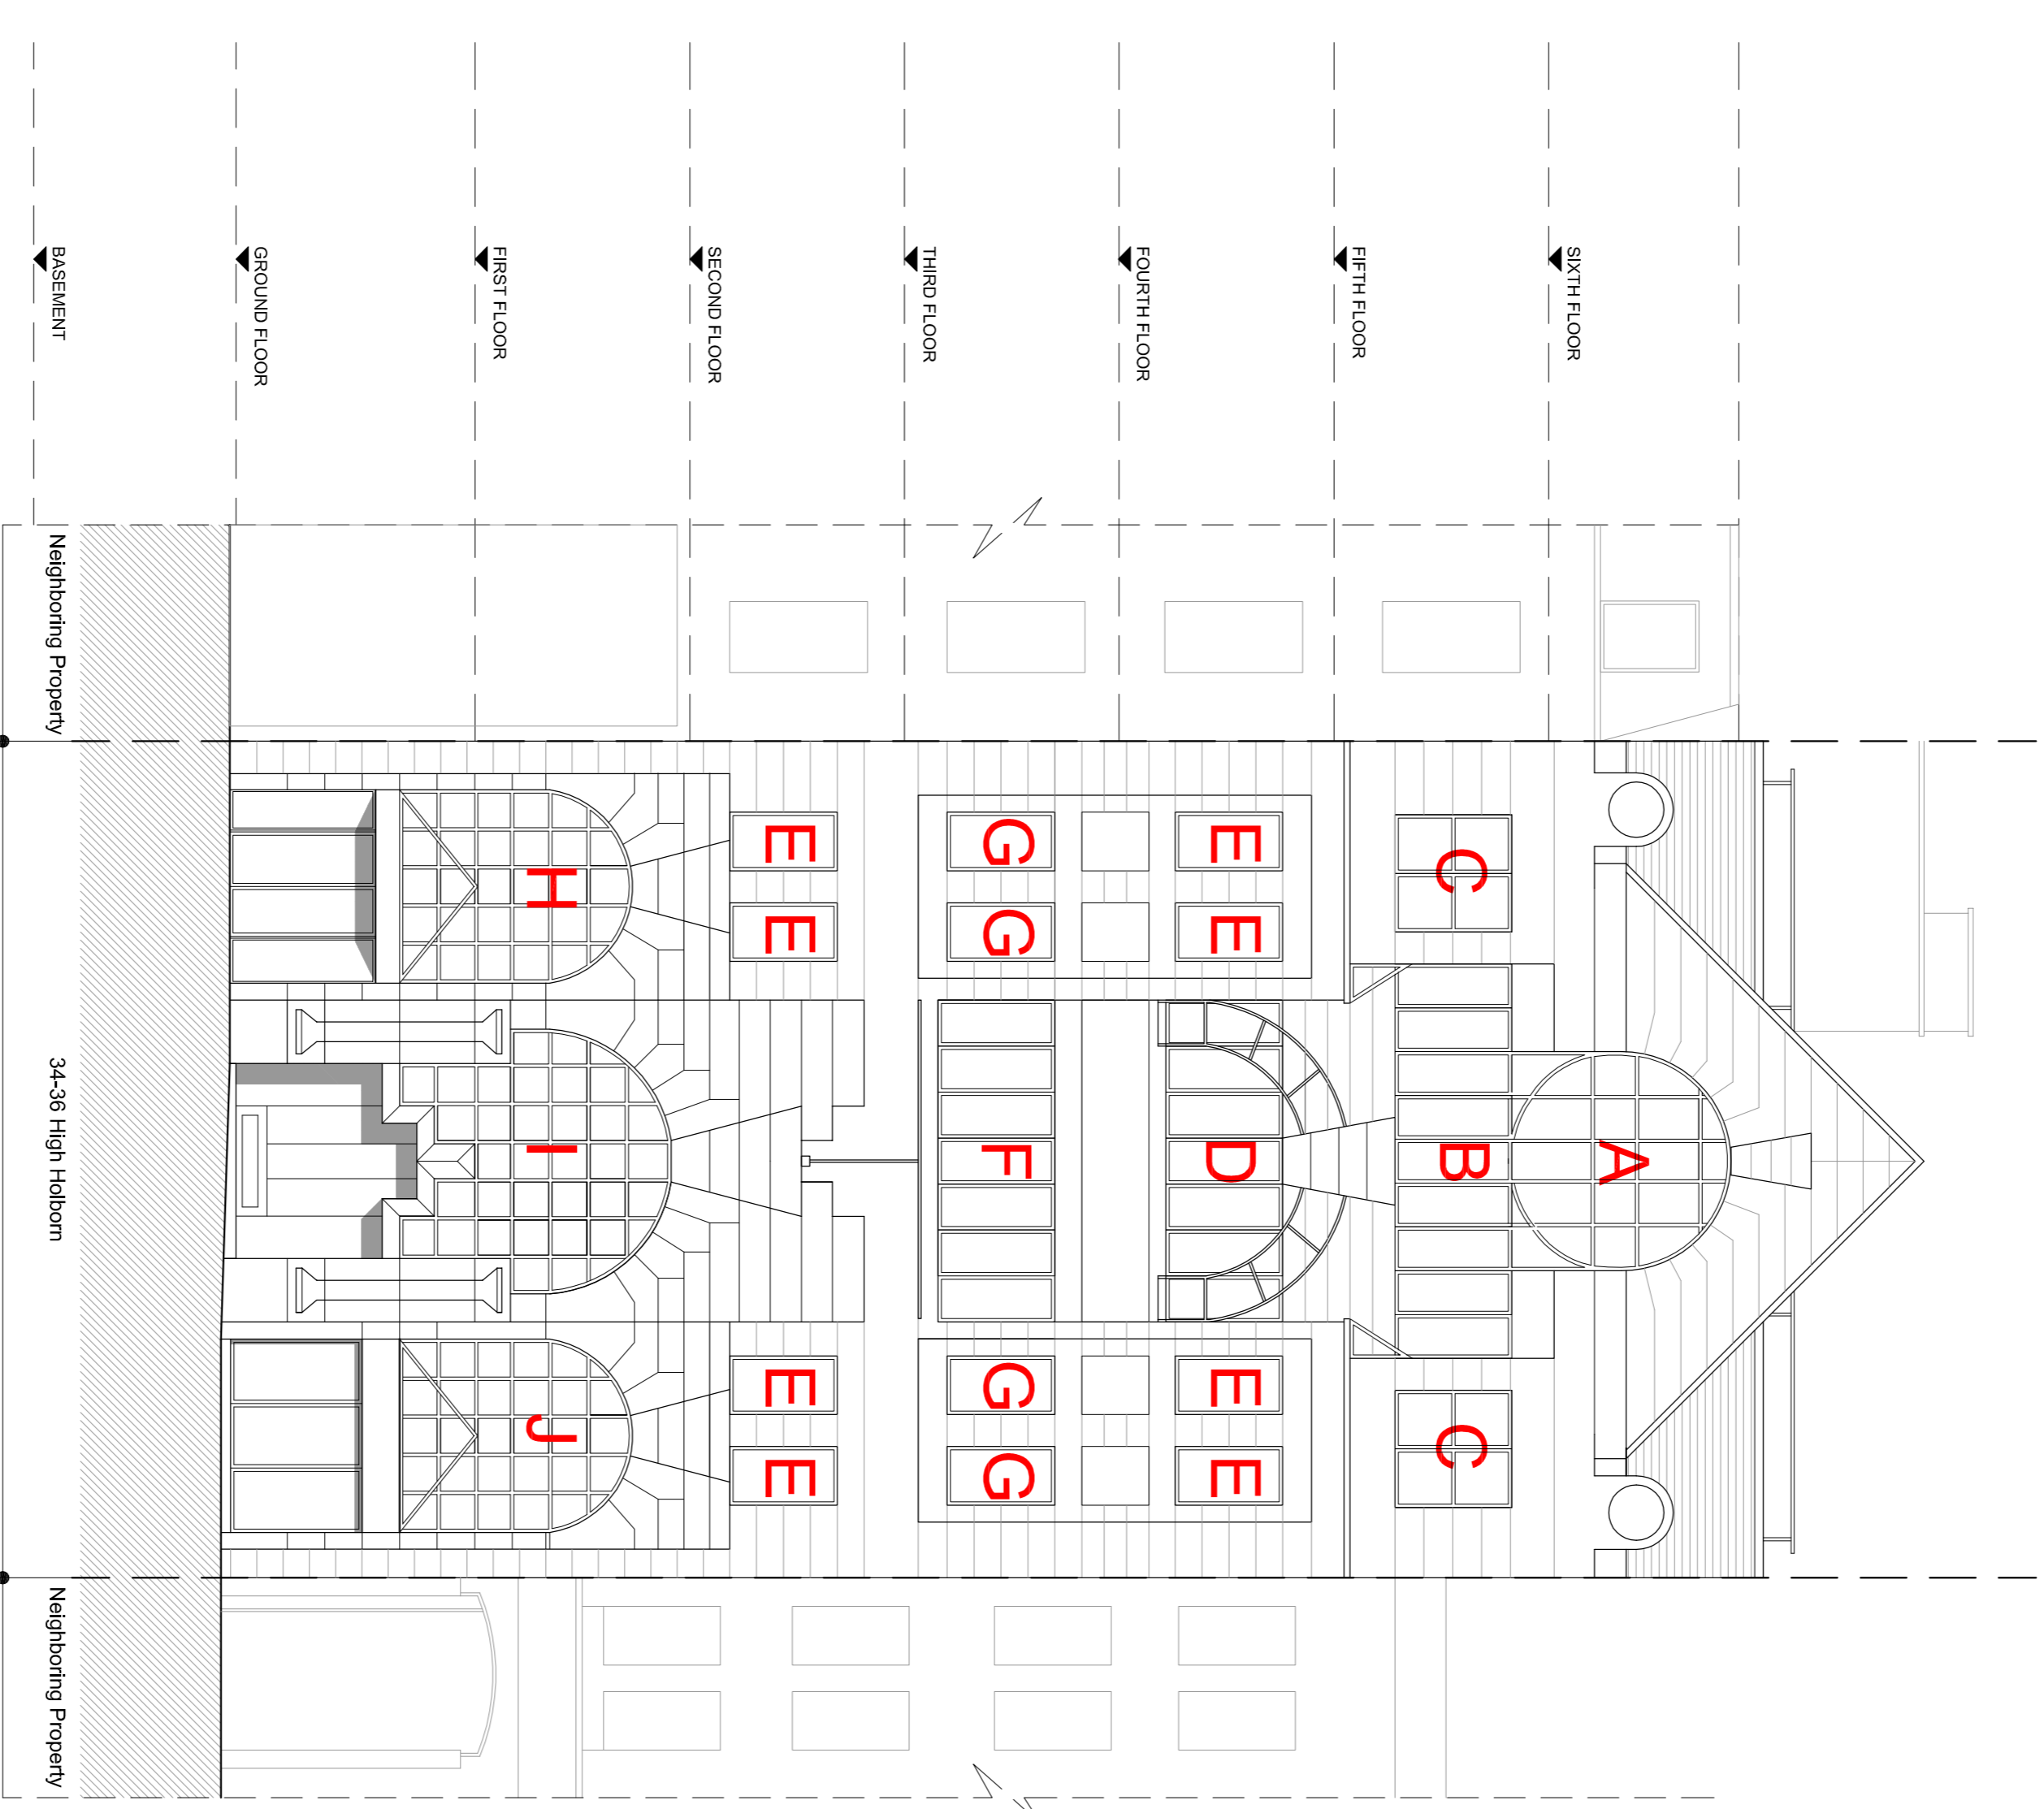 SIXTH FLOOR
FIFTH FLOOR
FOURTH FLOOR
THIRD FLOOR
SECOND FLOOR
FIRST FLOOR
GROUND FLOOR
BASEMENT
A
C B C
E E D E E
G G F G G
E E E E
H I J
Neighboring Property
34-36 High Holborn
Neighboring Property